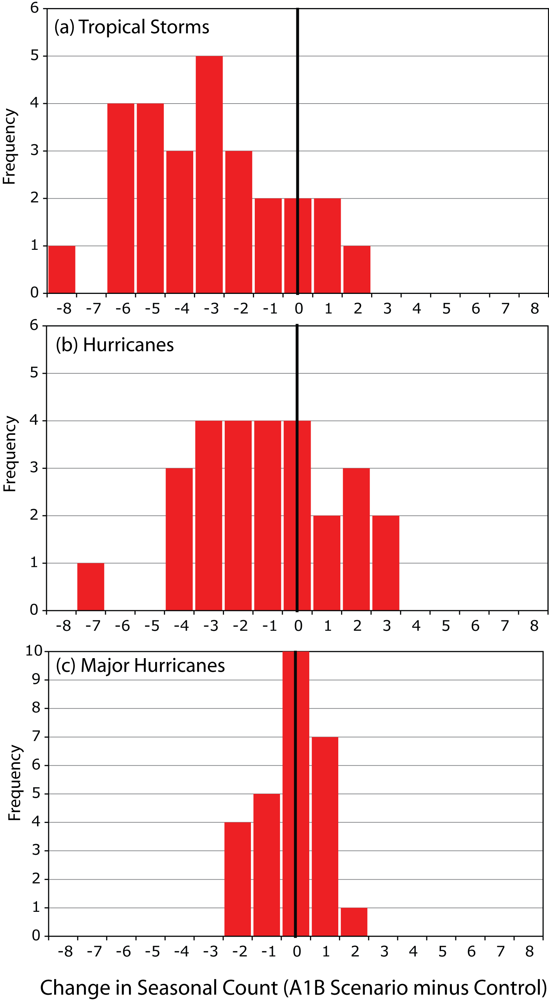 (a) Tropical Storms
Frequency
6
5
4
3
2
1
0
-8 -7 -6 -5 -4 -3 -2 -1 0 1 2 3 4 5 6 7 8
(b) Hurricanes
Frequency
6
5
4
3
2
1
0
-8 -7 -6 -5 -4 -3 -2 -1 0 1 2 3 4 5 6 7 8
(c) Major Hurricanes
Frequency
10
9
8
7
6
5
4
3
2
1
0
-8 -7 -6 -5 -4 -3 -2 -1 0 1 2 3 4 5 6 7 8
Change in Seasonal Count (A1B Scenario minus Control)